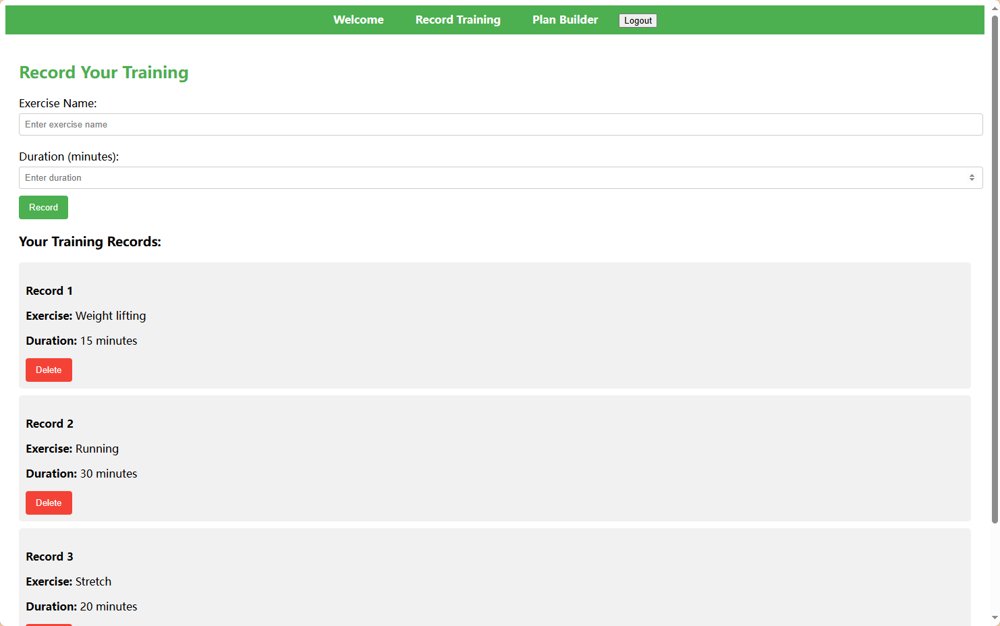 Welcome Record Training Plan Builder Logout
Record Your Training
Exercise Name:
Enter exercise name
Duration (minutes):
Enter duration
Record
Your Training Records:
Record 1
Exercise: Weight lifting
Duration: 15 minutes
Delete
Record 2
Exercise: Running
Duration: 30 minutes
Delete
Record 3
Exercise: Stretch
Duration: 20 minutes